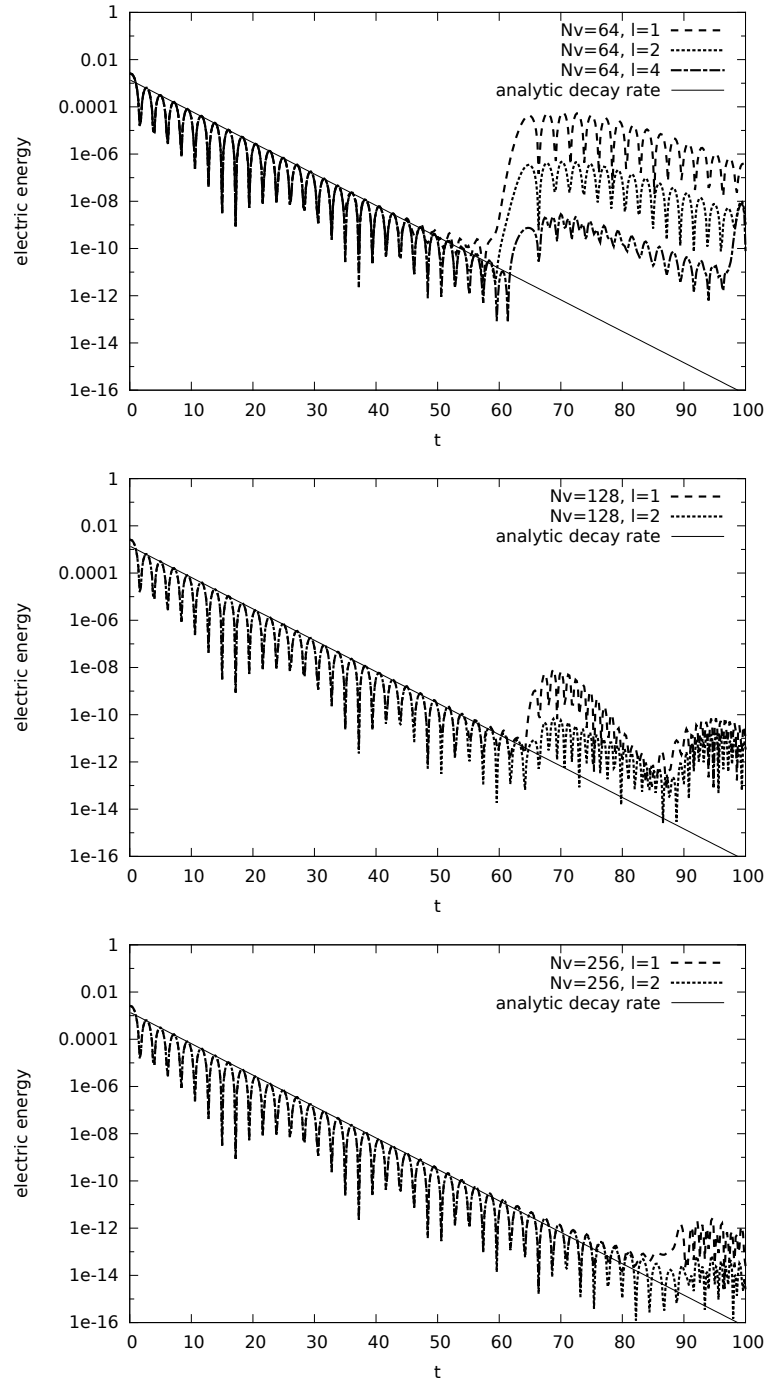 1
0.01
0.0001
1e-06
1e-08
1e-10
1e-12
1e-14
1e-16
electric energy
Nv=64, l=1
Nv=64, l=2
Nv=64, l=4
analytic decay rate
0 10 20 30 40 50 60 70 80 90 100
t
1
0.01
0.0001
1e-06
1e-08
1e-10
1e-12
1e-14
1e-16
electric energy
Nv=128, l=1
Nv=128, l=2
analytic decay rate
0 10 20 30 40 50 60 70 80 90 100
t
1
0.01
0.0001
1e-06
1e-08
1e-10
1e-12
1e-14
1e-16
electric energy
Nv=256, l=1
Nv=256, l=2
analytic decay rate
0 10 20 30 40 50 60 70 80 90 100
t